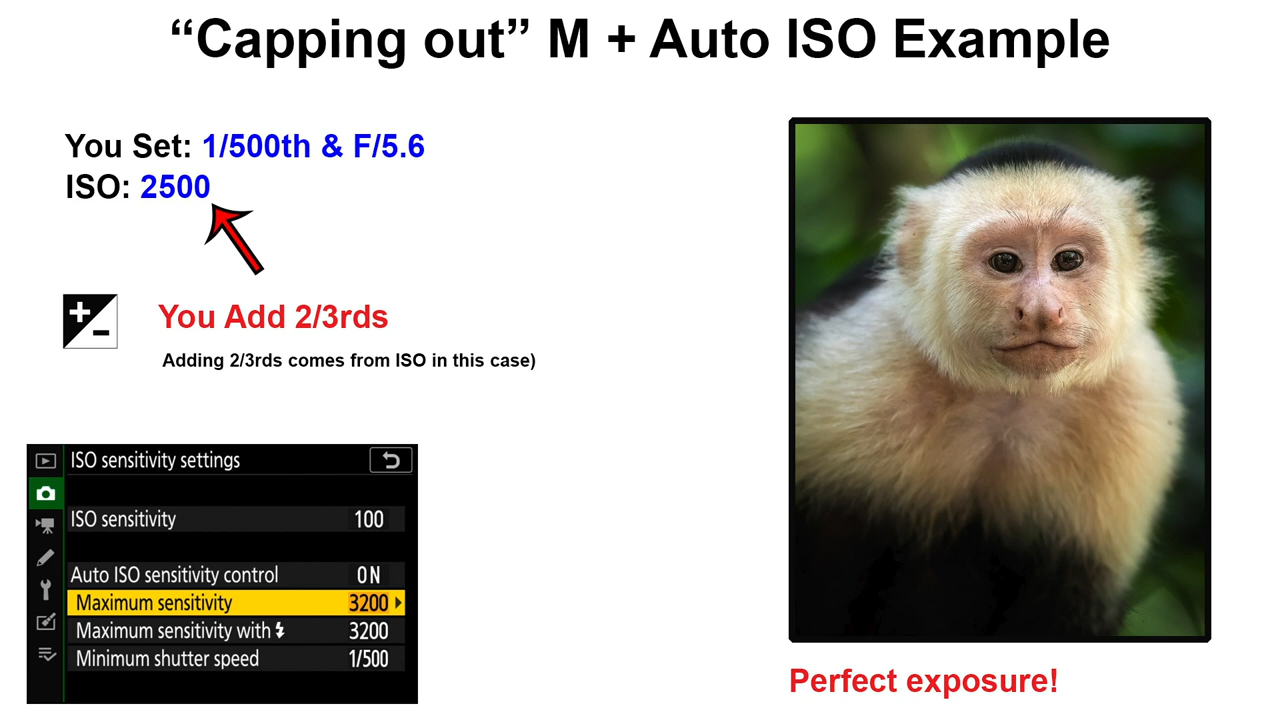 “Capping out” M + Auto ISO Example
You Set: 1/500th & F/5.6
ISO: 2500
You Add 2/3rds
Adding 2/3rds comes from ISO in this case)
ISO sensitivity settings
ISO sensitivity 100
Auto ISO sensitivity control ON
Maximum sensitivity 3200
Maximum sensitivity with 3200
Minimum shutter speed 1/500
Perfect exposure!